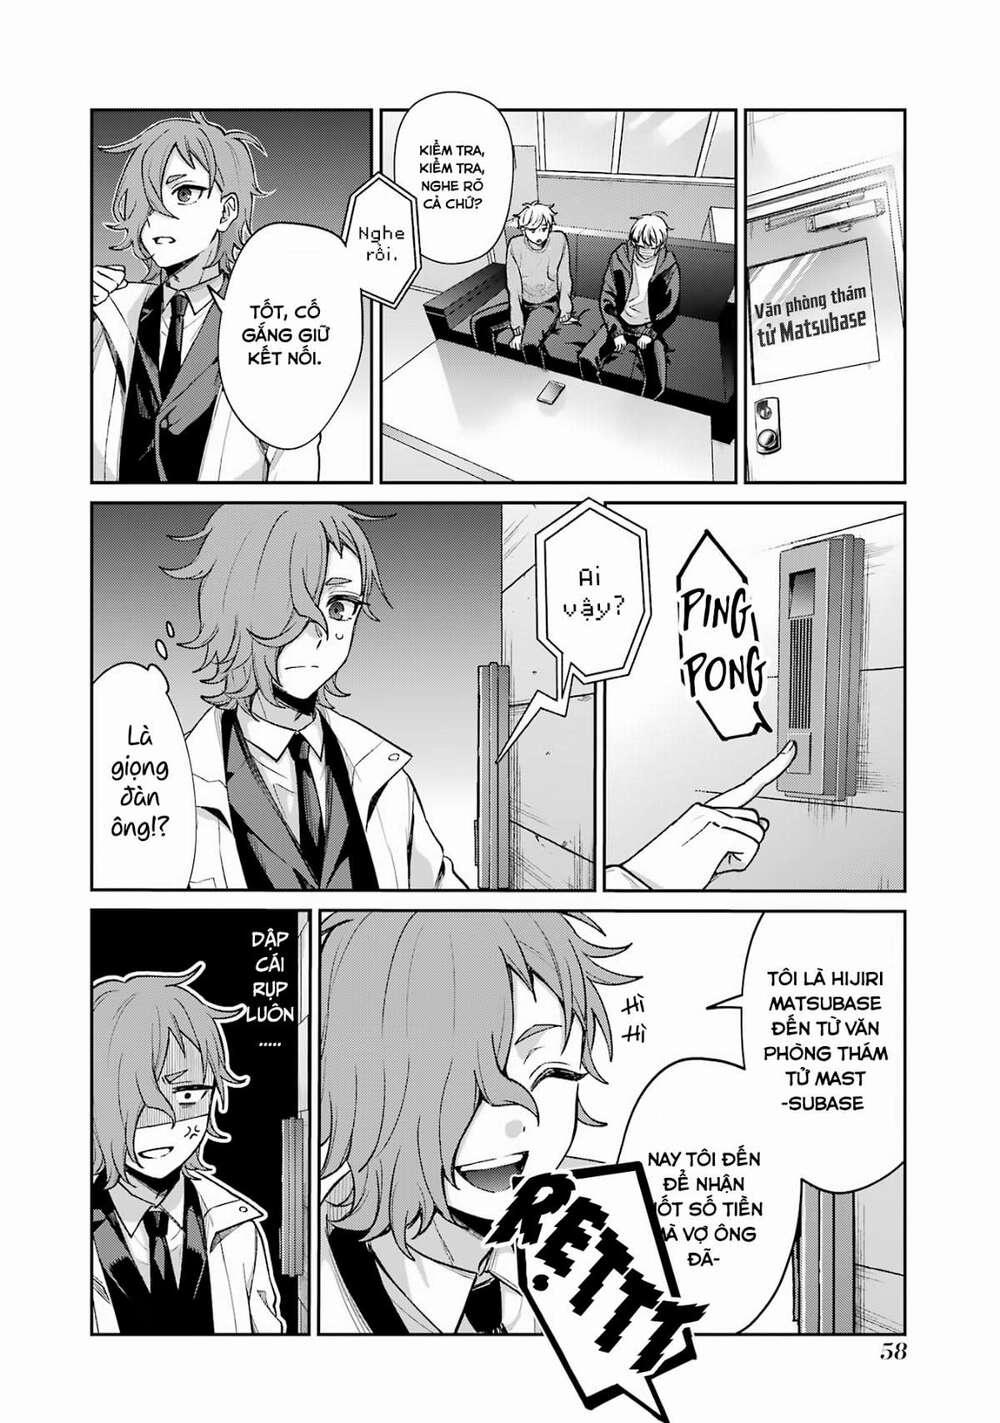 Văn phòng thám
tử Matsubase
KIỂM TRA,
KIỂM TRA,
NGHE RÕ
CẢ CHỨ?
Nghe
rồi.
TỐT, CỐ
GẮNG GIỮ
KẾT NỐI.
PING
PONG
Ai
vậy?
Là
giọng
đàn
ông!?
TÔI LÀ HIJIRI
MATSUBASE
ĐẾN TỪ VĂN
PHÒNG THÁM
TỬ MAST
-SUBASE
HÌ
HÌ
NAY TÔI ĐẾN
ĐỂ NHẬN
NỐT SỐ TIỀN
MÀ VỢ ÔNG
ĐÃ-
RẸTTT
DẬP
CÁI
RỤP
LUÔN
.....
58